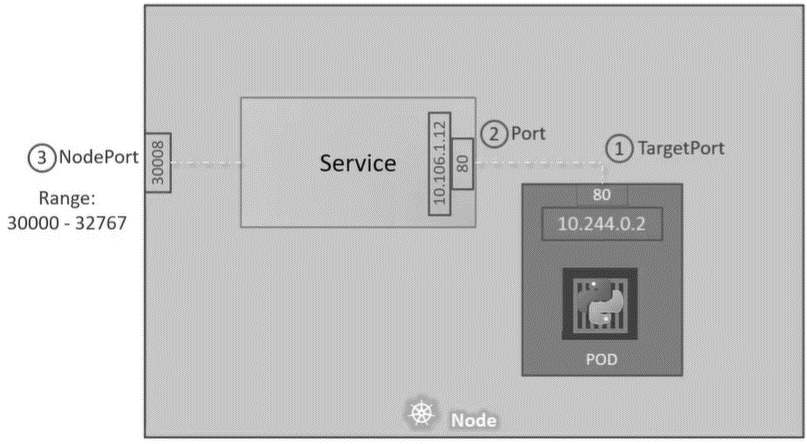 3 NodePort
Range:
30000 - 32767
30008
Service
10.106.1.12
80
2 Port
1 TargetPort
80
10.244.0.2
POD
Node